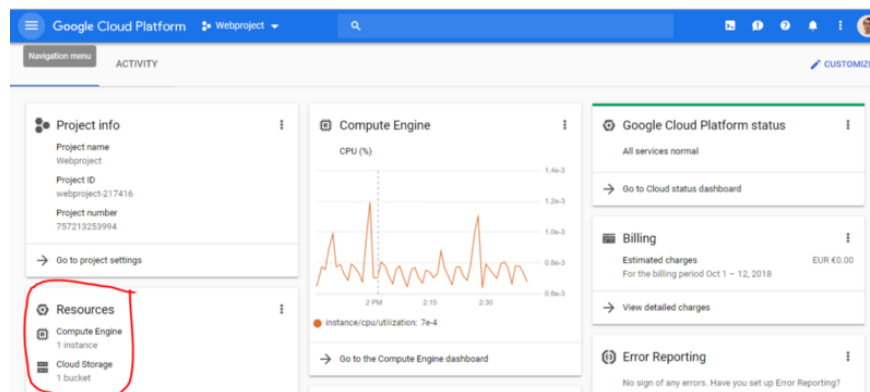 Google Cloud Platform
Webproject
Navigation menu
ACTIVITY
CUSTOMIZ
Project info
Project name
Webproject
Project ID
webproject-217416
Project number
757213253994
Go to project settings
Resources
Compute Engine
1 instance
Cloud Storage
1 bucket
Compute Engine
CPU (%)
1.4e-3
1.2e-3
1.0e-3
0.8e-3
0.6e-3
2 PM 2:15 2:30
instance/cpu/utilization: 7e-4
Go to the Compute Engine dashboard
Google Cloud Platform status
All services normal
Go to Cloud status dashboard
Billing
Estimated charges EUR €0.00
For the billing period Oct 1 – 12, 2018
View detailed charges
Error Reporting
No sign of any errors. Have you set up Error Reporting?